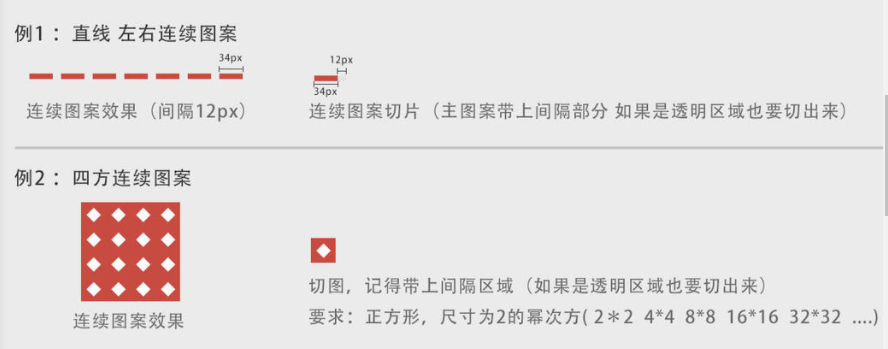 例1：直线 左右连续图案
34px
12px
34px
连续图案效果（间隔12px）
连续图案切片（主图案带上间隔部分 如果是透明区域也要切出来）
例2：四方连续图案
切图，记得带上间隔区域（如果是透明区域也要切出来）
连续图案效果
要求：正方形，尺寸为2的幂次方( 2＊2 4*4 8*8 16*16 32*32 ....)